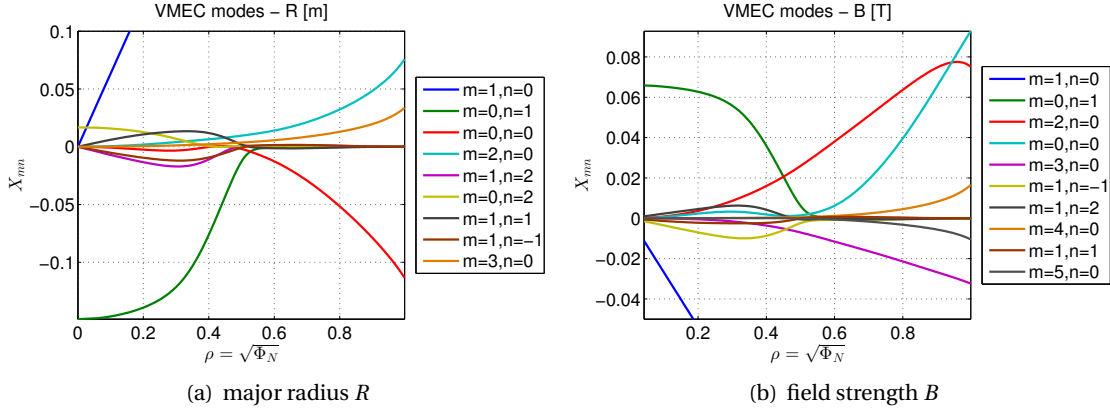 VMEC modes − R [m]
0.1
0.05
0
−0.05
−0.1
X_{mn}
0
0.2
0.4
0.6
0.8
ρ = √Φ_N
m=1,n=0
m=0,n=1
m=0,n=0
m=2,n=0
m=1,n=2
m=0,n=2
m=1,n=1
m=1,n=−1
m=3,n=0
(a) major radius R
VMEC modes − B [T]
0.08
0.06
0.04
0.02
0
−0.02
−0.04
X_{mn}
0.2
0.4
0.6
0.8
ρ = √Φ_N
m=1,n=0
m=0,n=1
m=2,n=0
m=0,n=0
m=3,n=0
m=1,n=−1
m=1,n=2
m=4,n=0
m=1,n=1
m=5,n=0
(b) field strength B